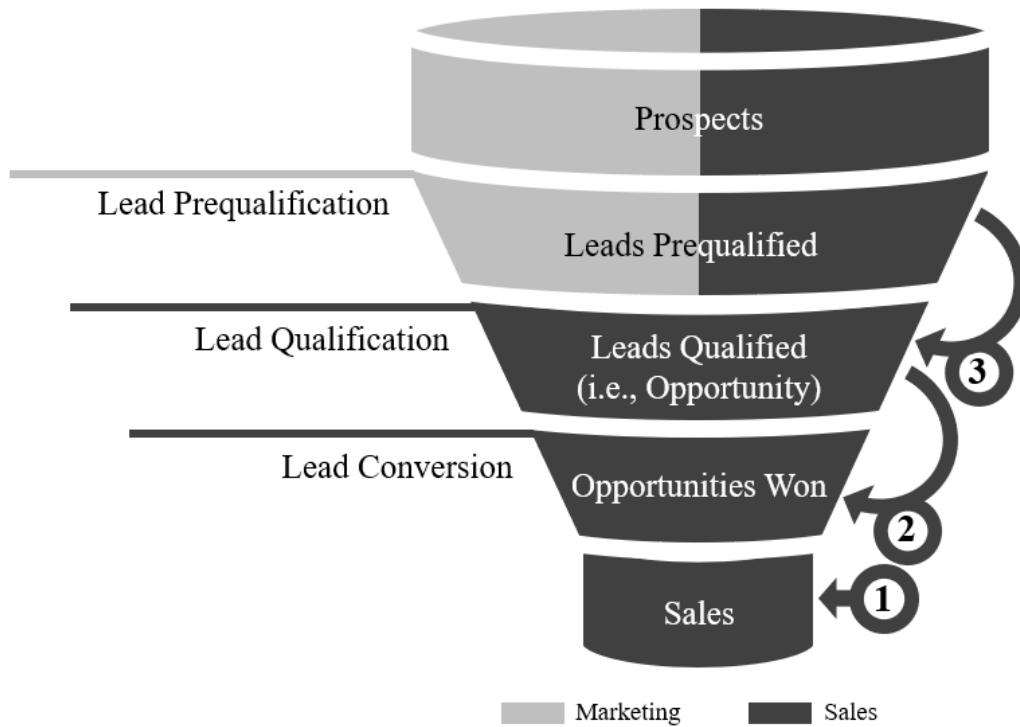 Prospects
Lead Prequalification
Leads Prequalified
Lead Qualification
Leads Qualified
(i.e., Opportunity)
3
Lead Conversion
Opportunities Won
2
Sales
1
Marketing
Sales